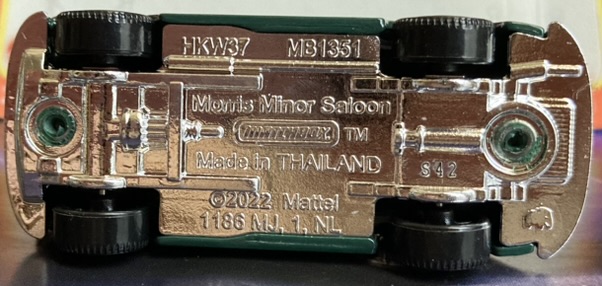 HKW37 MB1351
Morris Minor Saloon
MATCHBOX TM
Made in THAILAND
S42
©2022 Mattel
1186 MJ, 1, NL